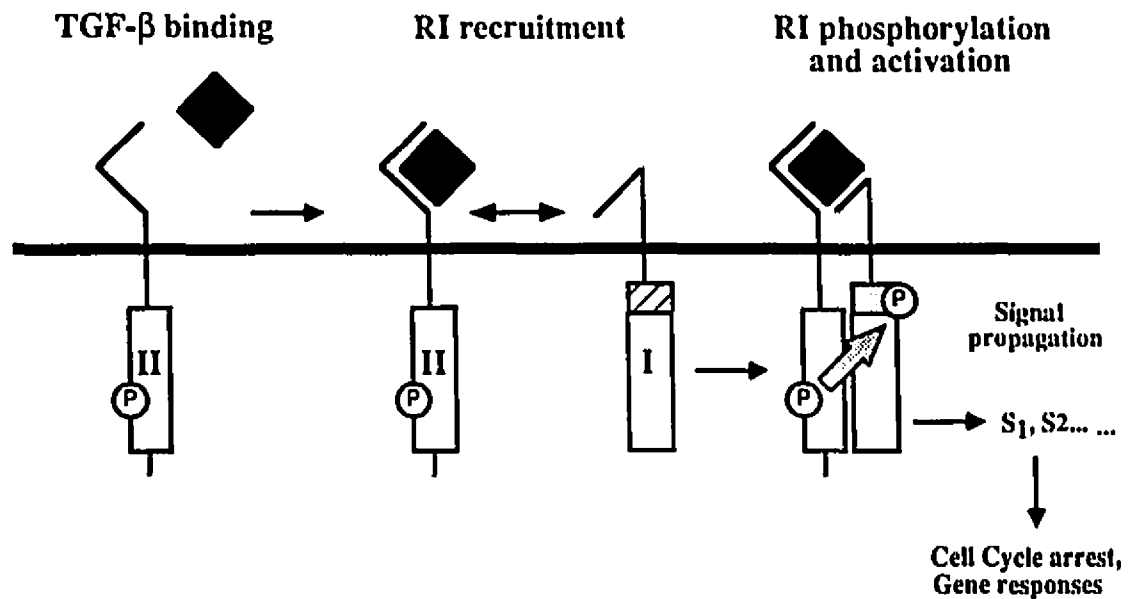 TGF-β binding
RI recruitment
RI phosphorylation
and activation
II
P
II
P
I
P
P
Signal
propagation
S1, S2... ...
Cell Cycle arrest,
Gene responses